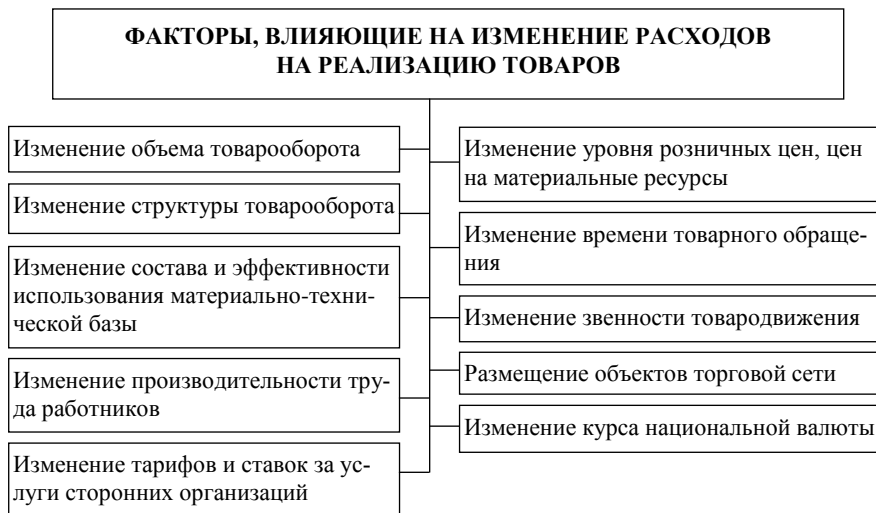 ФАКТОРЫ, ВЛИЯЮЩИЕ НА ИЗМЕНЕНИЕ РАСХОДОВ
НА РЕАЛИЗАЦИЮ ТОВАРОВ
Изменение объема товарооборота
Изменение структуры товарооборота
Изменение состава и эффективности
использования материально-техни-
ческой базы
Изменение производительности тру-
да работников
Изменение тарифов и ставок за ус-
луги сторонних организаций
Изменение уровня розничных цен, цен
на материальные ресурсы
Изменение времени товарного обраще-
ния
Изменение звенности товародвижения
Размещение объектов торговой сети
Изменение курса национальной валюты